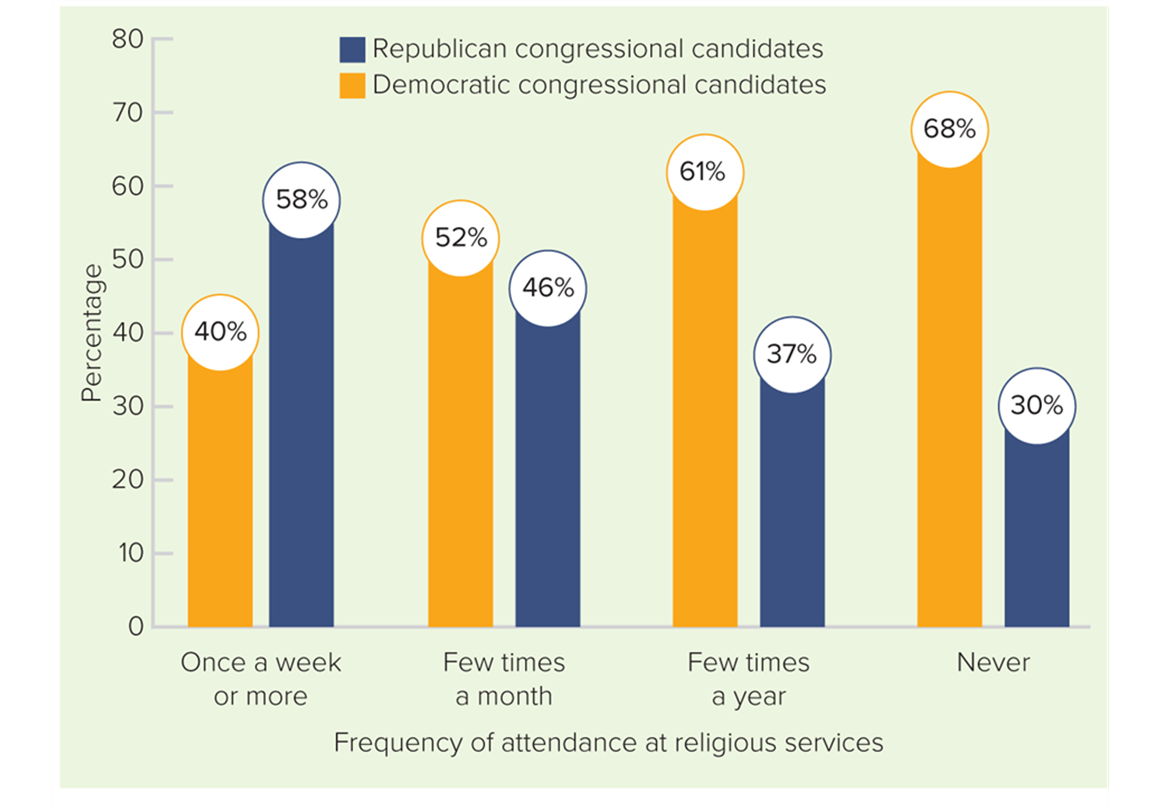 80
Republican congressional candidates
Democratic congressional candidates
70
68%
61%
60
58%
52%
50
46%
Percentage
40
40%
37%
30
30%
20
10
0
Once a week
or more
Few times
a month
Few times
a year
Never
Frequency of attendance at religious services